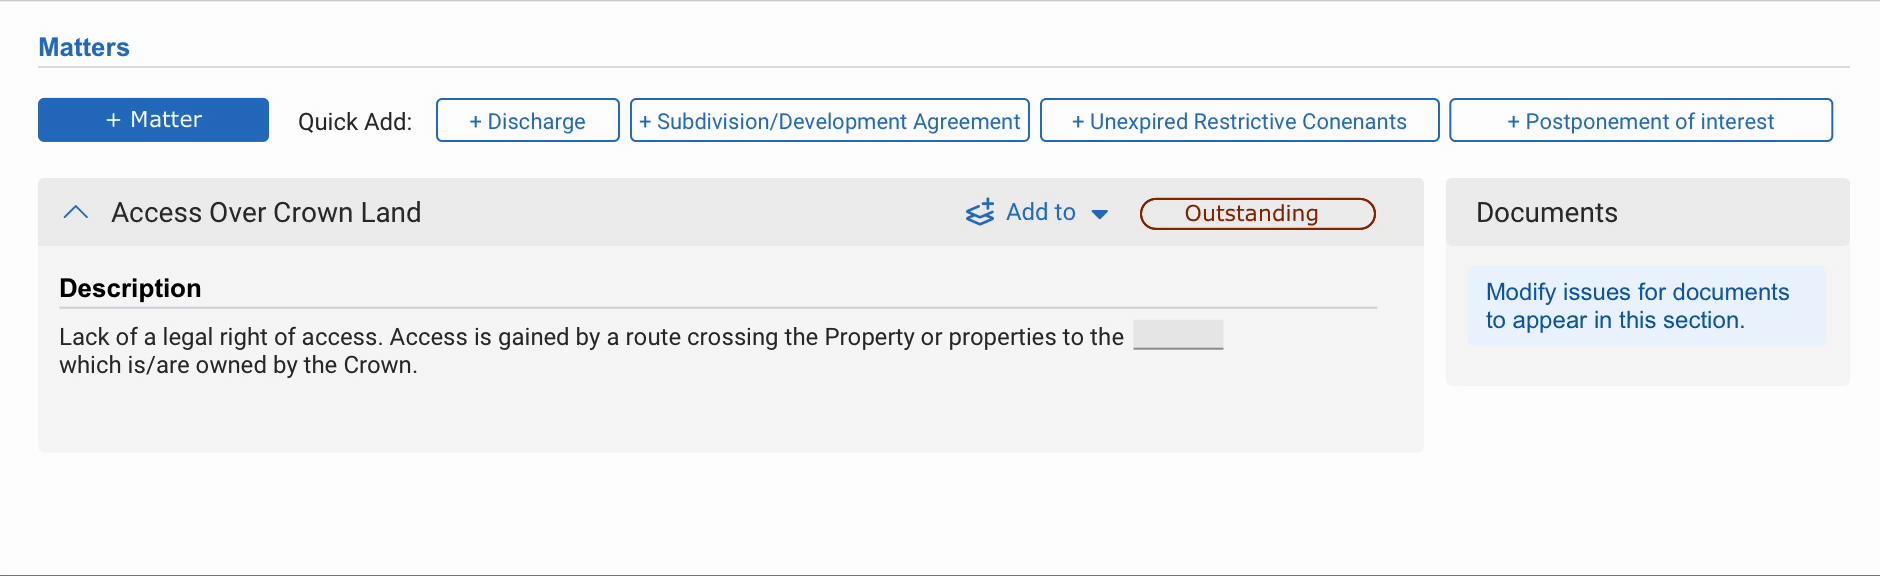 Matters
+ Matter Quick Add: + Discharge + Subdivision/Development Agreement + Unexpired Restrictive Conenants + Postponement of interest
Access Over Crown Land Add to Outstanding Documents
Description
Modify issues for documents
to appear in this section.
Lack of a legal right of access. Access is gained by a route crossing the Property or properties to the
which is/are owned by the Crown.